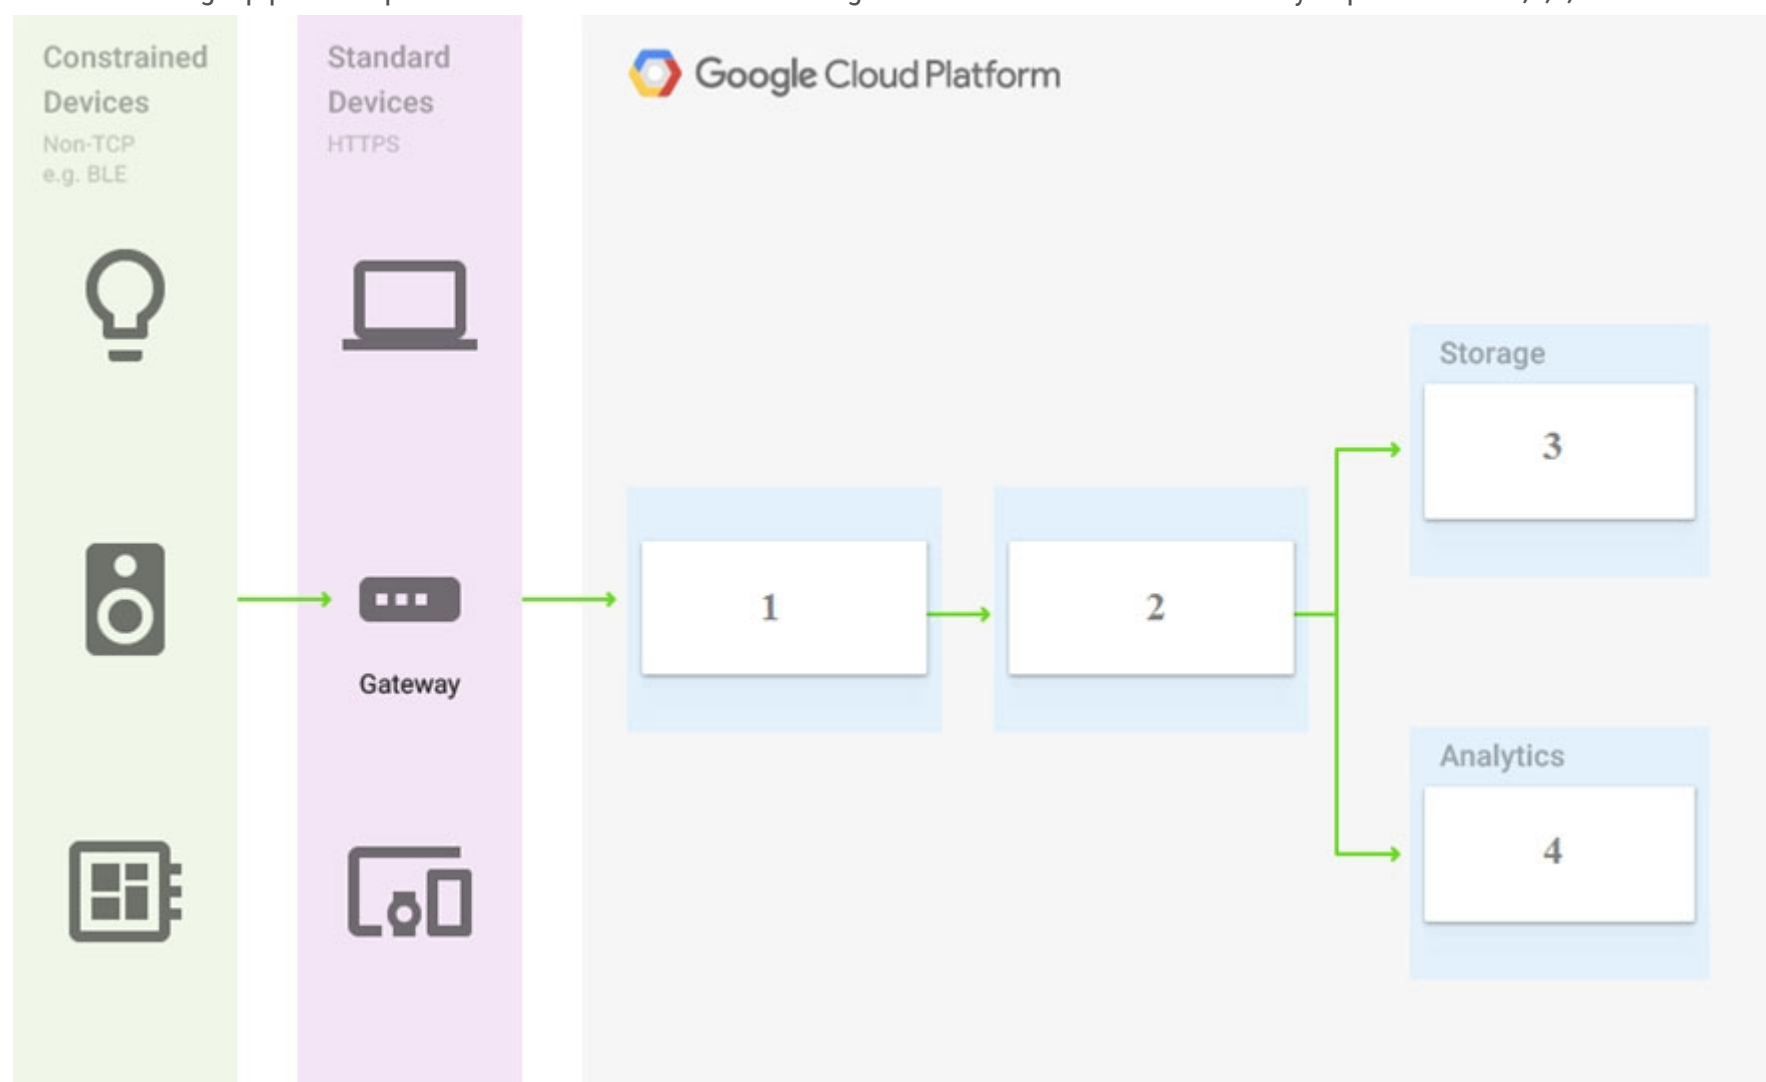 Constrained
Devices
Non-TCP
e.g. BLE
Standard
Devices
HTTPS
Gateway
Google Cloud Platform
1
2
Storage
3
Analytics
4